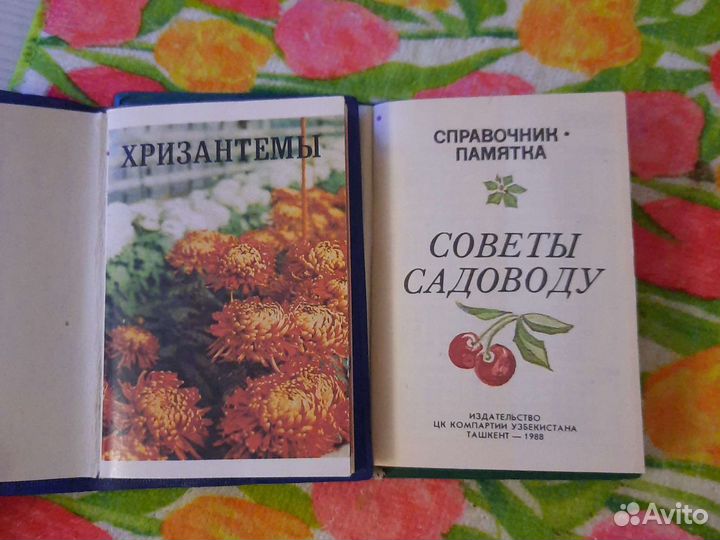 ХРИЗАНТЕМЫ
СПРАВОЧНИК •
ПАМЯТКА
СОВЕТЫ
САДОВОДУ
ИЗДАТЕЛЬСТВО
ЦК КОМПАРТИИ УЗБЕКИСТАНА
ТАШКЕНТ — 1988
Avito